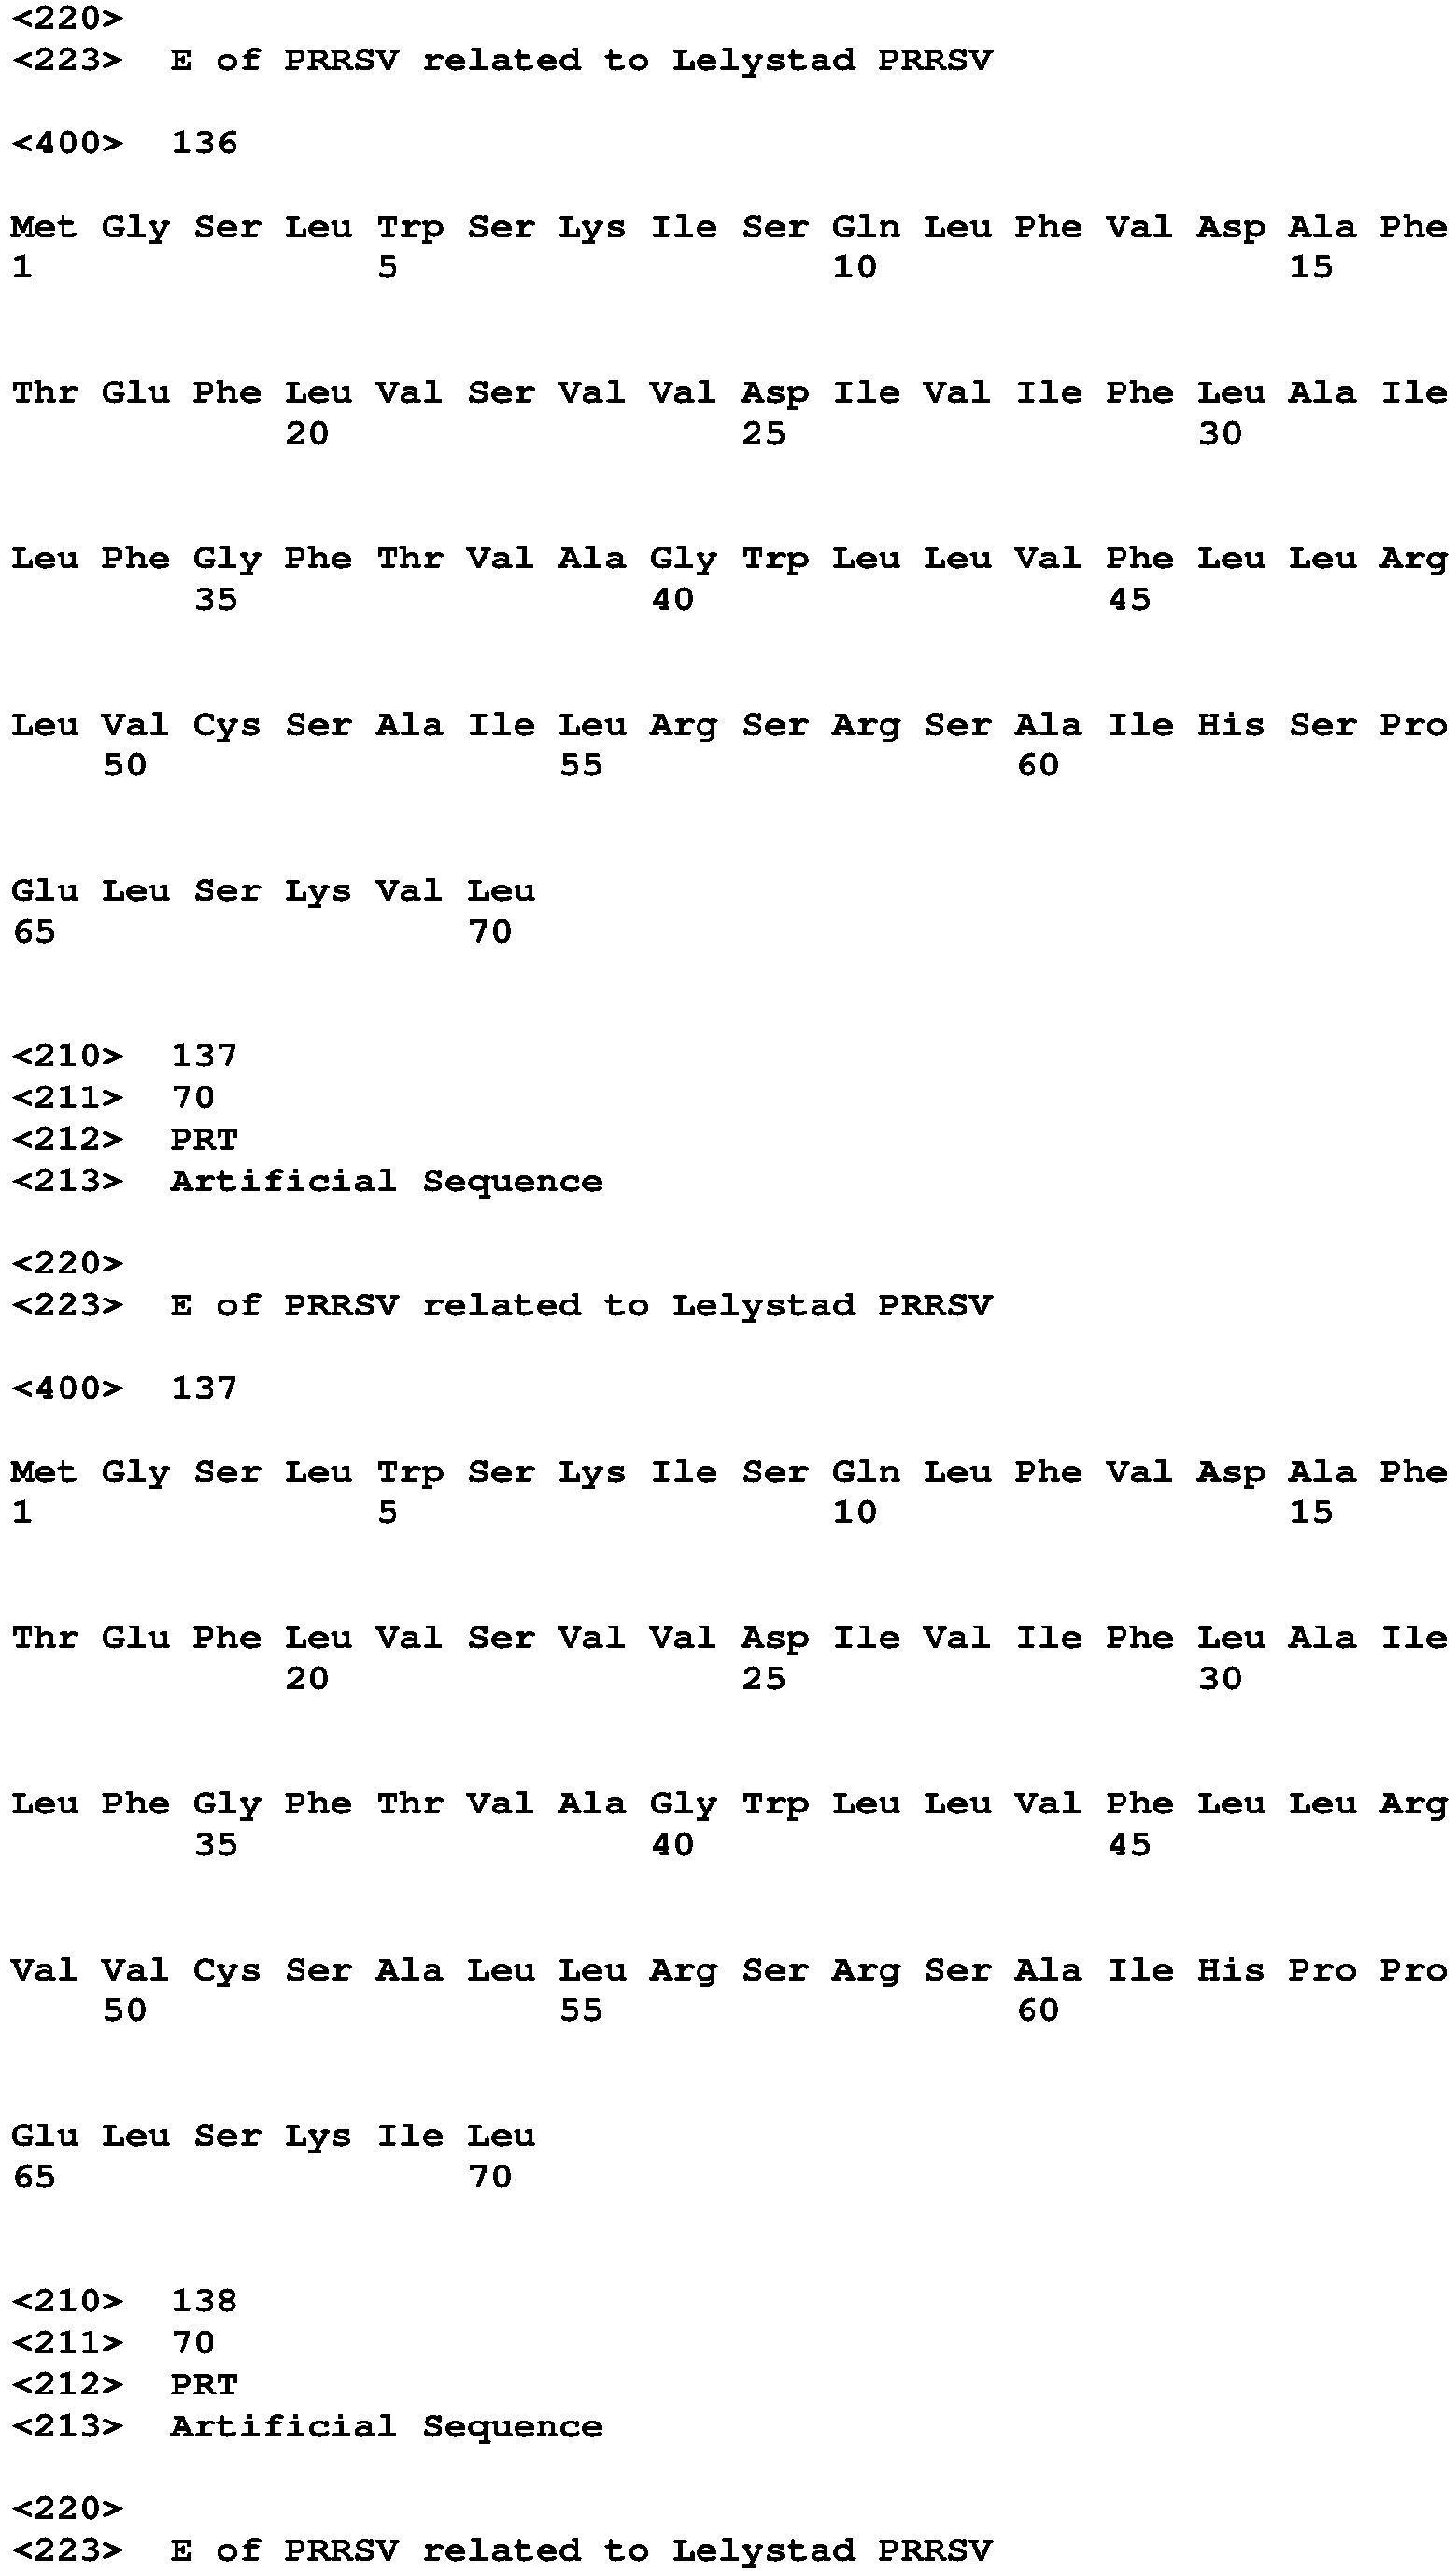 <220>
<223> E of PRRSV related to Lelystad PRRSV
<400> 136
Met Gly Ser Leu Trp Ser Lys Ile Ser Gln Leu Phe Val Asp Ala Phe
1 5 10 15
Thr Glu Phe Leu Val Ser Val Val Asp Ile Val Ile Phe Leu Ala Ile
20 25 30
Leu Phe Gly Phe Thr Val Ala Gly Trp Leu Leu Val Phe Leu Leu Arg
35 40 45
Leu Val Cys Ser Ala Ile Leu Arg Ser Arg Ser Ala Ile His Ser Pro
50 55 60
Glu Leu Ser Lys Val Leu
65 70
<210> 137
<211> 70
<212> PRT
<213> Artificial Sequence
<220>
<223> E of PRRSV related to Lelystad PRRSV
<400> 137
Met Gly Ser Leu Trp Ser Lys Ile Ser Gln Leu Phe Val Asp Ala Phe
1 5 10 15
Thr Glu Phe Leu Val Ser Val Val Asp Ile Val Ile Phe Leu Ala Ile
20 25 30
Leu Phe Gly Phe Thr Val Ala Gly Trp Leu Leu Val Phe Leu Leu Arg
35 40 45
Val Val Cys Ser Ala Leu Leu Arg Ser Arg Ser Ala Ile His Pro Pro
50 55 60
Glu Leu Ser Lys Ile Leu
65 70
<210> 138
<211> 70
<212> PRT
<213> Artificial Sequence
<220>
<223> E of PRRSV related to Lelystad PRRSV